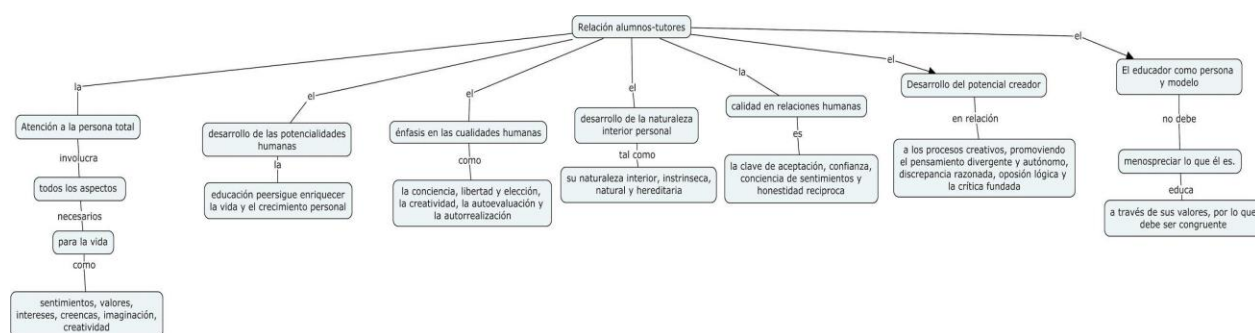 Relación alumnos-tutores
la
Atención a la persona total
involucra
todos los aspectos
necesarios
para la vida
como
sentimientos, valores,
intereses, creencas, imaginación,
creatividad
el
desarrollo de las potencialidades
humanas
la
educación peersigue enriquecer
la vida y el crecimiento personal
el
énfasis en las cualidades humanas
como
la conciencia, libertad y elección,
la creatividad, la autoevaluación y
la autorrealización
el
desarrollo de la naturaleza
interior personal
tal como
su naturaleza interior, instrinseca,
natural y hereditaria
la
calidad en relaciones humanas
es
la clave de aceptación, confianza,
conciencia de sentimientos y
honestidad reciproca
el
Desarrollo del potencial creador
en relación
a los procesos creativos, promoviendo
el pensamiento divergente y autónomo,
discrepancia razonada, oposión lógica y
la crítica fundada
el
El educador como persona
y modelo
no debe
menospreciar lo que él es.
educa
a través de sus valores, por lo que
debe ser congruente